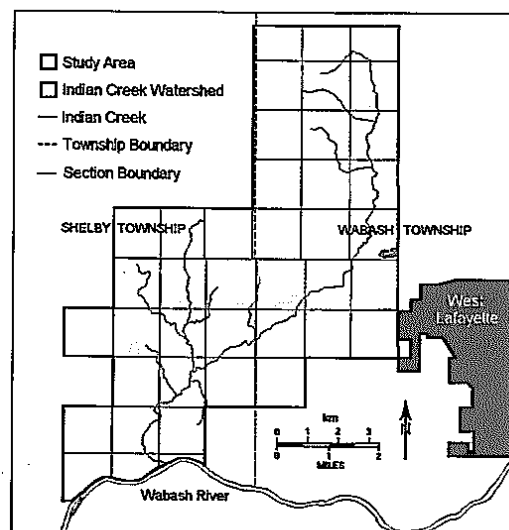 Study Area
Indian Creek Watershed
Indian Creek
Township Boundary
Section Boundary
SHELBY TOWNSHIP
WABASH TOWNSHIP
West
Lafayette
km
0 1 2 3
0 1 2
MILES
N
Wabash River